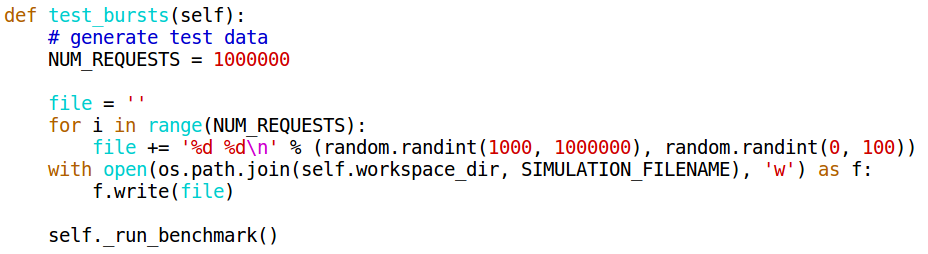 def test_bursts(self):
    # generate test data
    NUM_REQUESTS = 1000000

    file = ''
    for i in range(NUM_REQUESTS):
        file += '%d %d\n' % (random.randint(1000, 1000000), random.randint(0, 100))
    with open(os.path.join(self.workspace_dir, SIMULATION_FILENAME), 'w') as f:
        f.write(file)

    self._run_benchmark()